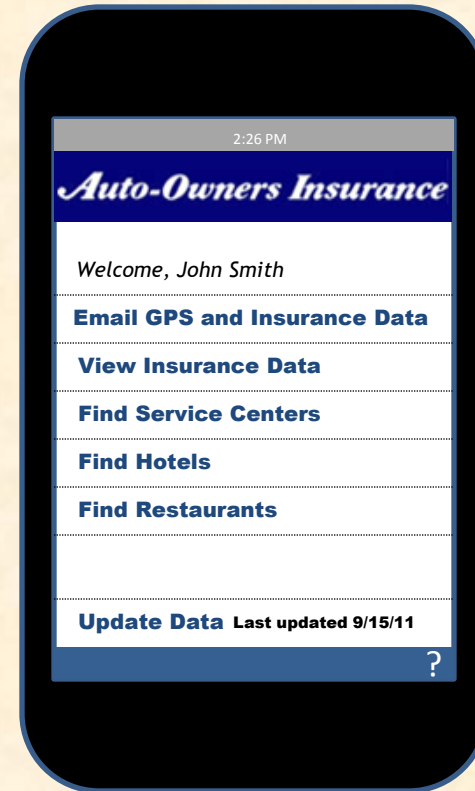 2:26 PM
Auto-Owners Insurance
Welcome, John Smith
Email GPS and Insurance Data
View Insurance Data
Find Service Centers
Find Hotels
Find Restaurants
Update Data Last updated 9/15/11
?